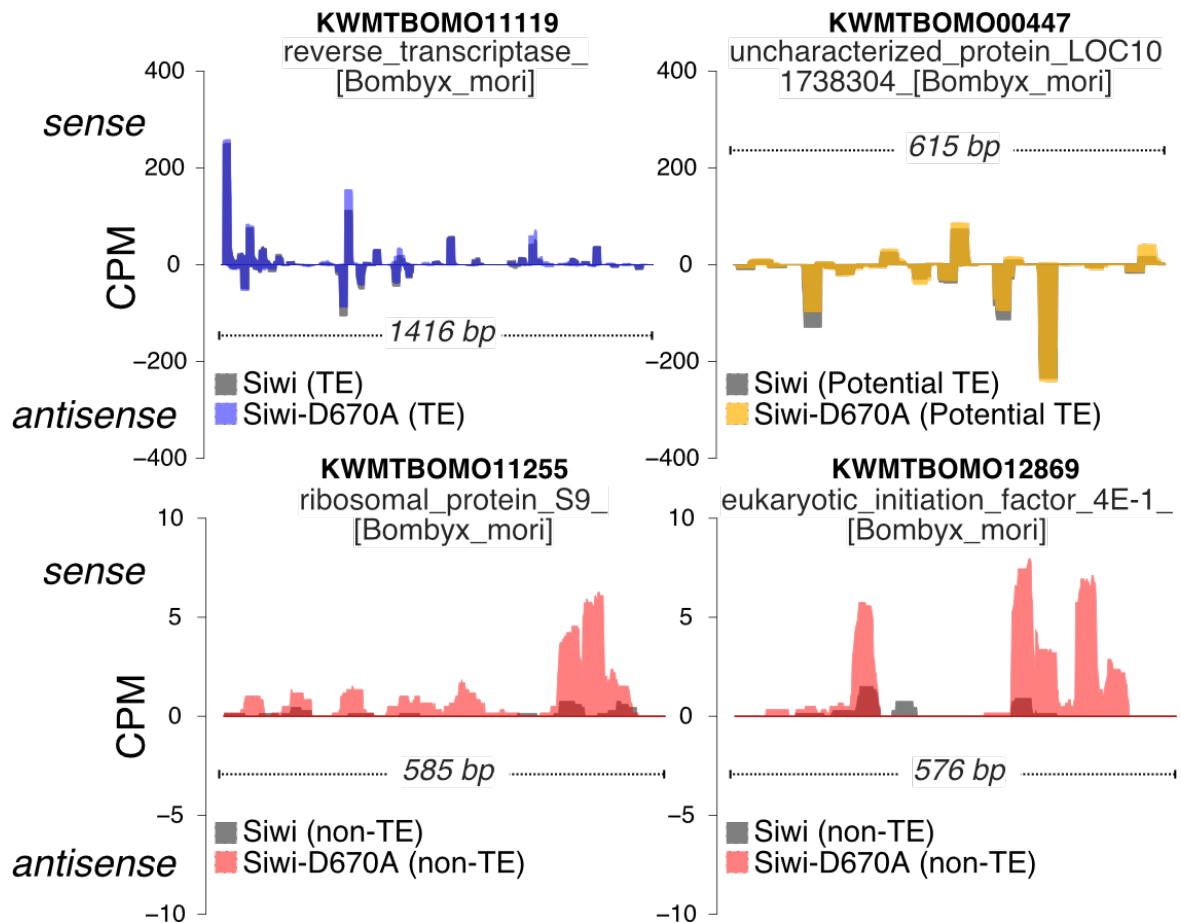 KWMTBOMO11119
reverse_transcriptase_
[Bombyx_mori]
400
sense
200
CPM
0
1416 bp
−200
Siwi (TE)
Siwi-D670A (TE)
antisense
−400
KWMTBOMO00447
uncharacterized_protein_LOC10
1738304_[Bombyx_mori]
400
615 bp
200
0
−200
Siwi (Potential TE)
Siwi-D670A (Potential TE)
−400
KWMTBOMO11255
ribosomal_protein_S9_
[Bombyx_mori]
10
sense
5
CPM
0
585 bp
−5
Siwi (non-TE)
Siwi-D670A (non-TE)
antisense
−10
KWMTBOMO12869
eukaryotic_initiation_factor_4E-1_
[Bombyx_mori]
10
5
0
576 bp
−5
Siwi (non-TE)
Siwi-D670A (non-TE)
−10